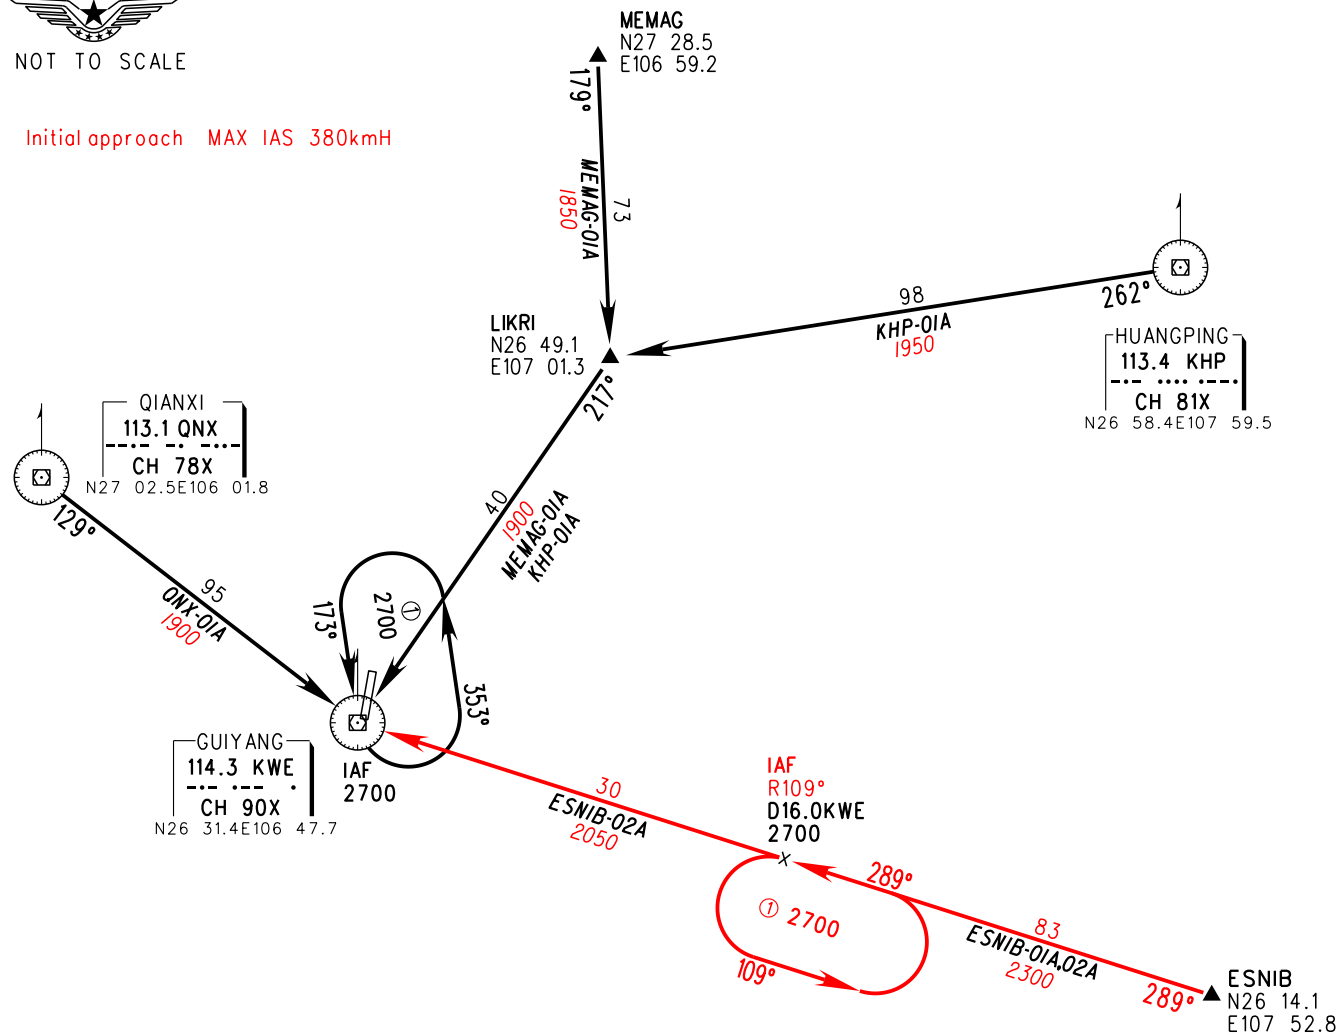 NOT TO SCALE
Initial approach MAX IAS 380kmH
MEMAG
N27 28.5
E106 59.2
179°
MEMAG-01A
1850
73
LIKRI
N26 49.1
E107 01.3
98
KHP-01A
1950
262°
HUANGPING
113.4 KHP
CH 81X
N26 58.4E107 59.5
217°
40
1900
MEMAG-01A
KHP-01A
QIANXI
113.1 QNX
CH 78X
N27 02.5E106 01.8
129°
95
QNX-01A
1900
173°
① 2700
353°
GUIYANG
114.3 KWE
CH 90X
N26 31.4E106 47.7
IAF
2700
30
ESNIB-02A
2050
IAF
R109°
D16.0KWE
2700
X
289°
① 2700
109°
83
ESNIB-01A,02A
2300
289°
ESNIB
N26 14.1
E107 52.8